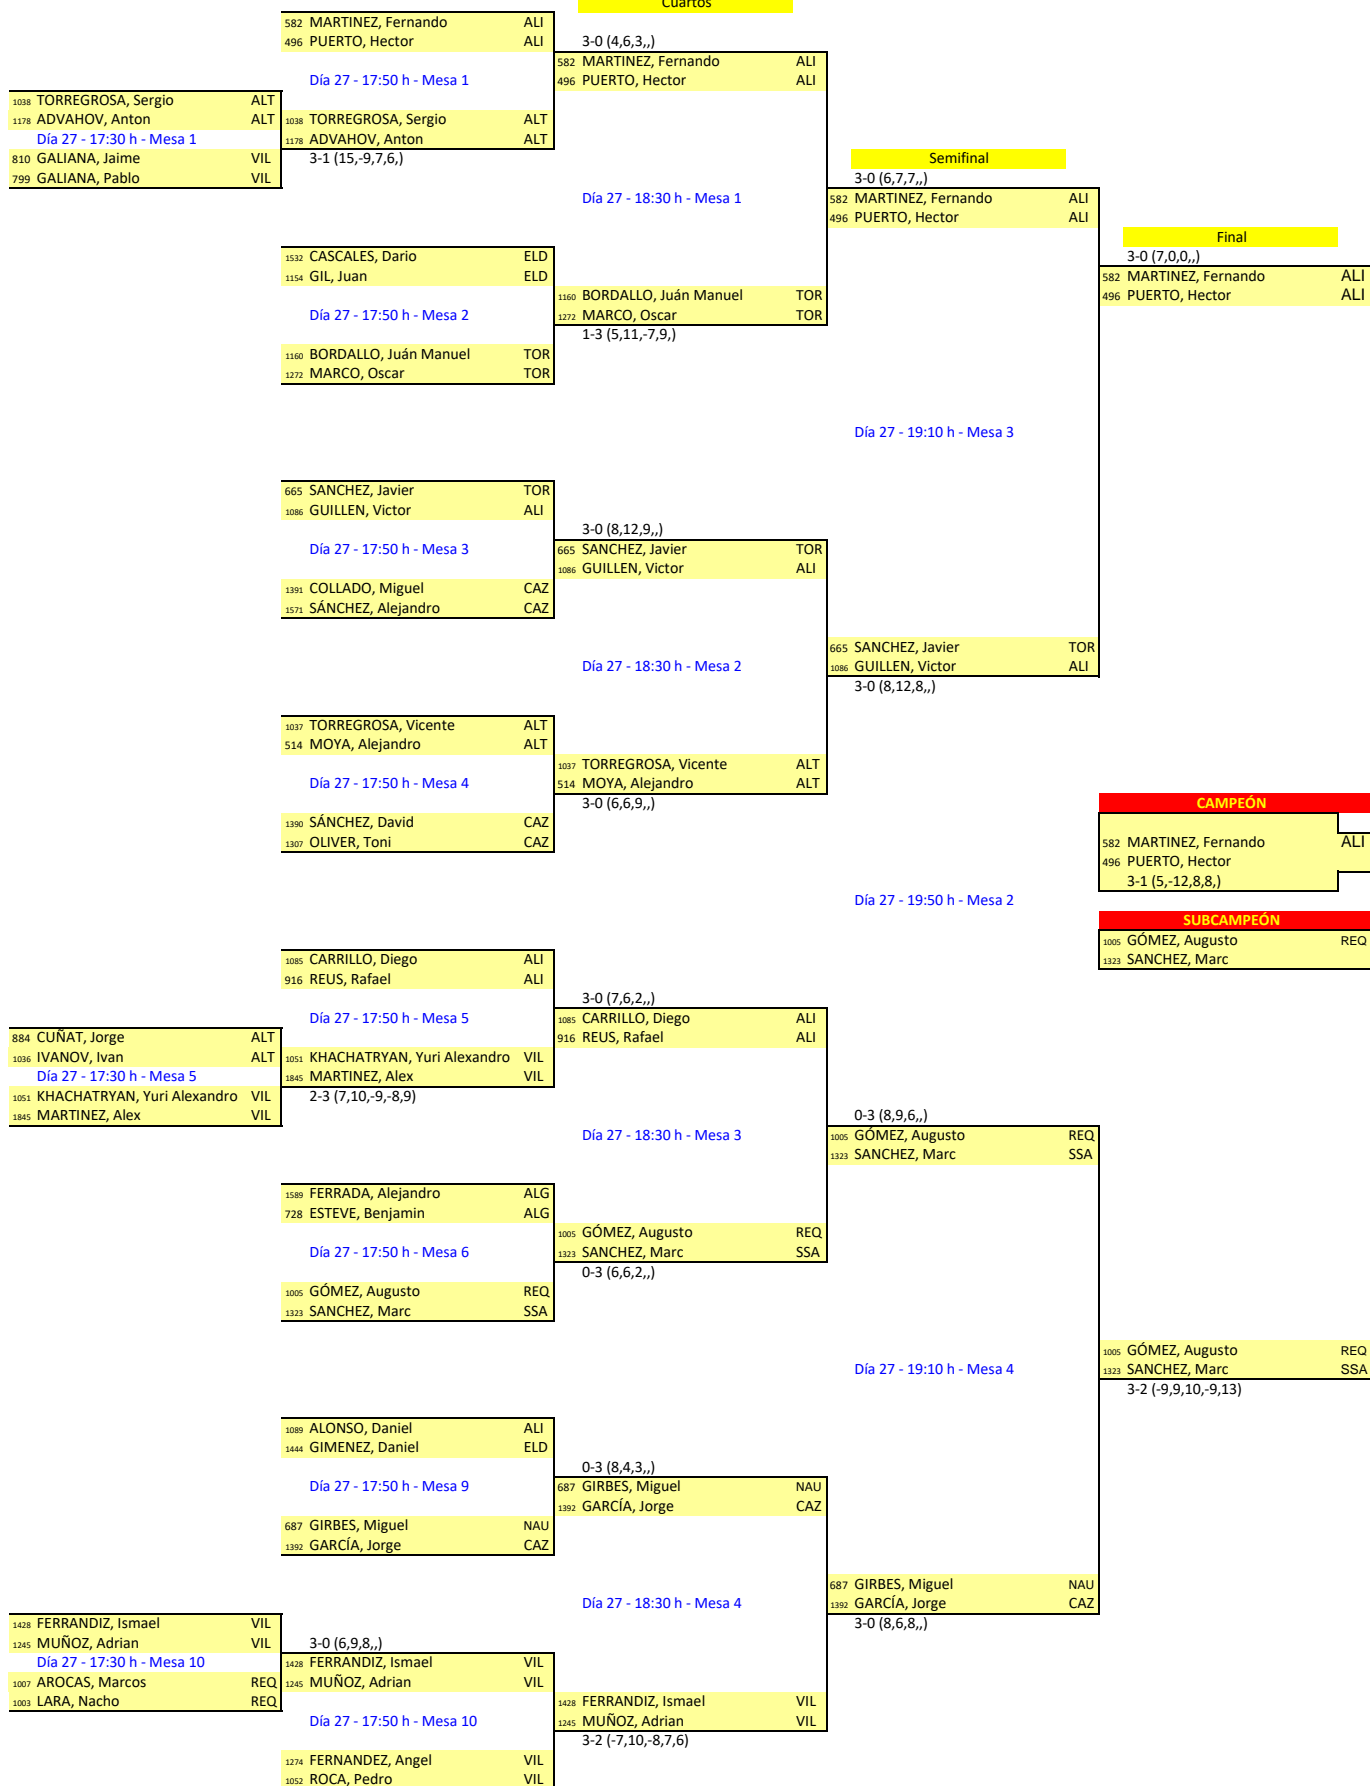 Cuartos
582 MARTINEZ, Fernando ALI
496 PUERTO, Hector ALI
3-0 (4,6,3,,)
582 MARTINEZ, Fernando ALI
Día 27 - 17:50 h - Mesa 1
496 PUERTO, Hector ALI
1038 TORREGROSA, Sergio ALT
1178 ADVAHOV, Anton ALT
1038 TORREGROSA, Sergio ALT
Día 27 - 17:30 h - Mesa 1
1178 ADVAHOV, Anton ALT
810 GALIANA, Jaime VIL
3-1 (15,-9,7,6,)
Semifinal
799 GALIANA, Pablo VIL
3-0 (6,7,7,,)
Día 27 - 18:30 h - Mesa 1
582 MARTINEZ, Fernando ALI
496 PUERTO, Hector ALI
Final
1532 CASCALES, Dario ELD
3-0 (7,0,0,,)
1154 GIL, Juan ELD
582 MARTINEZ, Fernando ALI
1160 BORDALLO, Juán Manuel TOR
496 PUERTO, Hector ALI
Día 27 - 17:50 h - Mesa 2
1272 MARCO, Oscar TOR
1-3 (5,11,-7,9,)
1160 BORDALLO, Juán Manuel TOR
1272 MARCO, Oscar TOR
Día 27 - 19:10 h - Mesa 3
665 SANCHEZ, Javier TOR
1086 GUILLEN, Victor ALI
3-0 (8,12,9,,)
Día 27 - 17:50 h - Mesa 3
665 SANCHEZ, Javier TOR
1086 GUILLEN, Victor ALI
1391 COLLADO, Miguel CAZ
1571 SÁNCHEZ, Alejandro CAZ
665 SANCHEZ, Javier TOR
Día 27 - 18:30 h - Mesa 2
1086 GUILLEN, Victor ALI
3-0 (8,12,8,,)
1037 TORREGROSA, Vicente ALT
514 MOYA, Alejandro ALT
1037 TORREGROSA, Vicente ALT
Día 27 - 17:50 h - Mesa 4
514 MOYA, Alejandro ALT
3-0 (6,6,9,,)
CAMPEÓN
1390 SÁNCHEZ, David CAZ
1307 OLIVER, Toni CAZ
582 MARTINEZ, Fernando ALI
496 PUERTO, Hector
3-1 (5,-12,8,8,)
Día 27 - 19:50 h - Mesa 2
SUBCAMPEÓN
1005 GÓMEZ, Augusto REQ
1085 CARRILLO, Diego ALI
1323 SANCHEZ, Marc
916 REUS, Rafael ALI
3-0 (7,6,2,,)
Día 27 - 17:50 h - Mesa 5
1085 CARRILLO, Diego ALI
884 CUÑAT, Jorge ALT
916 REUS, Rafael ALI
1036 IVANOV, Ivan ALT
1051 KHACHATRYAN, Yuri Alexandro VIL
Día 27 - 17:30 h - Mesa 5
1845 MARTINEZ, Alex VIL
1051 KHACHATRYAN, Yuri Alexandro VIL
2-3 (7,10,-9,-8,9)
1845 MARTINEZ, Alex VIL
0-3 (8,9,6,,)
Día 27 - 18:30 h - Mesa 3
1005 GÓMEZ, Augusto REQ
1323 SANCHEZ, Marc SSA
1589 FERRADA, Alejandro ALG
728 ESTEVE, Benjamin ALG
1005 GÓMEZ, Augusto REQ
Día 27 - 17:50 h - Mesa 6
1323 SANCHEZ, Marc SSA
0-3 (6,6,2,,)
1005 GÓMEZ, Augusto REQ
1323 SANCHEZ, Marc SSA
1005 GÓMEZ, Augusto REQ
Día 27 - 19:10 h - Mesa 4
1323 SANCHEZ, Marc SSA
3-2 (-9,9,10,-9,13)
1089 ALONSO, Daniel ALI
1444 GIMENEZ, Daniel ELD
0-3 (8,4,3,,)
Día 27 - 17:50 h - Mesa 9
687 GIRBES, Miguel NAU
1392 GARCÍA, Jorge CAZ
687 GIRBES, Miguel NAU
1392 GARCÍA, Jorge CAZ
687 GIRBES, Miguel NAU
Día 27 - 18:30 h - Mesa 4
1392 GARCÍA, Jorge CAZ
1428 FERRANDIZ, Ismael VIL
3-0 (8,6,8,,)
1245 MUÑOZ, Adrian VIL
3-0 (6,9,8,,)
Día 27 - 17:30 h - Mesa 10
1428 FERRANDIZ, Ismael VIL
1007 AROCAS, Marcos REQ
1245 MUÑOZ, Adrian VIL
1003 LARA, Nacho REQ
1428 FERRANDIZ, Ismael VIL
Día 27 - 17:50 h - Mesa 10
1245 MUÑOZ, Adrian VIL
3-2 (-7,10,-8,7,6)
1274 FERNANDEZ, Angel VIL
1052 ROCA, Pedro VIL